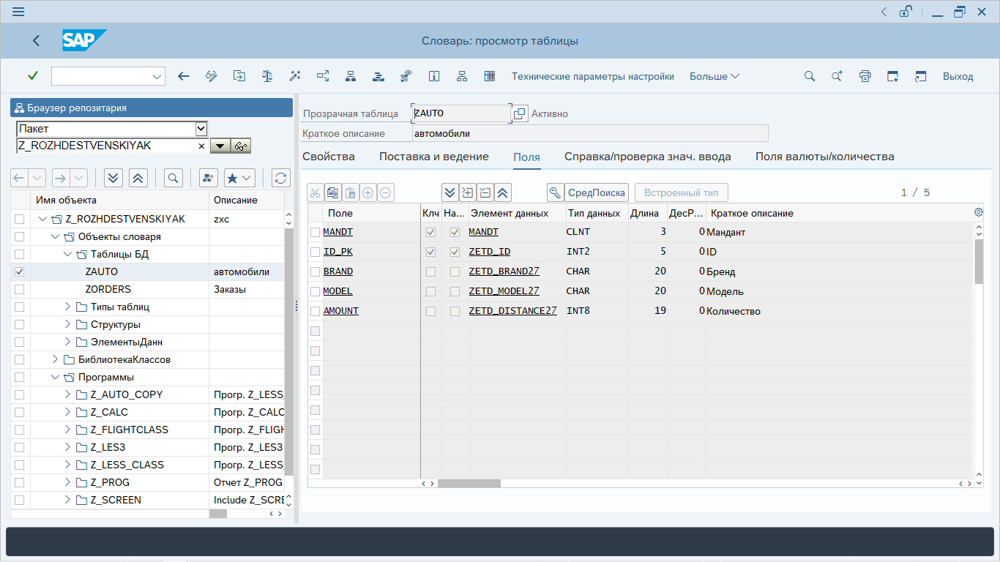 SAP
Словарь: просмотр таблицы
Технические параметры настройки Больше Выход
Браузер репозитария
Пакет
Z_ROZHDESTVENSKIYAK
Имя объекта Описание
Z_ROZHDESTVENSKIYAK zxc
Объекты словаря
Таблицы БД
ZAUTO автомобили
ZORDERS Заказы
Типы таблиц
Структуры
ЭлементыДанн
БиблиотекаКлассов
Программы
Z_AUTO_COPY Прогр. Z_LESS_
Z_CALC Прогр. Z_CALC
Z_FLIGHTCLASS Прогр. Z_FLIGH
Z_LES3 Прогр. Z_LES3
Z_LESS_CLASS Прогр. Z_LESS_
Z_PROG Отчет Z_PROG
Z_SCREEN Include Z_SCRE
Прозрачная таблица ZAUTO Активно
Краткое описание автомобили
Свойства Поставка и ведение Поля Справка/проверка знач. ввода Поля валюты/количества
СредПоиска Встроенный тип 1 / 5
Поле Клч На... Элемент данных Тип данных Длина ДесР... Краткое описание
MANDT MANDT CLNT 3 0 Мандант
ID_PK ZETD_ID INT2 5 0 ID
BRAND ZETD_BRAND27 CHAR 20 0 Бренд
MODEL ZETD_MODEL27 CHAR 20 0 Модель
AMOUNT ZETD_DISTANCE27 INT8 19 0 Количество